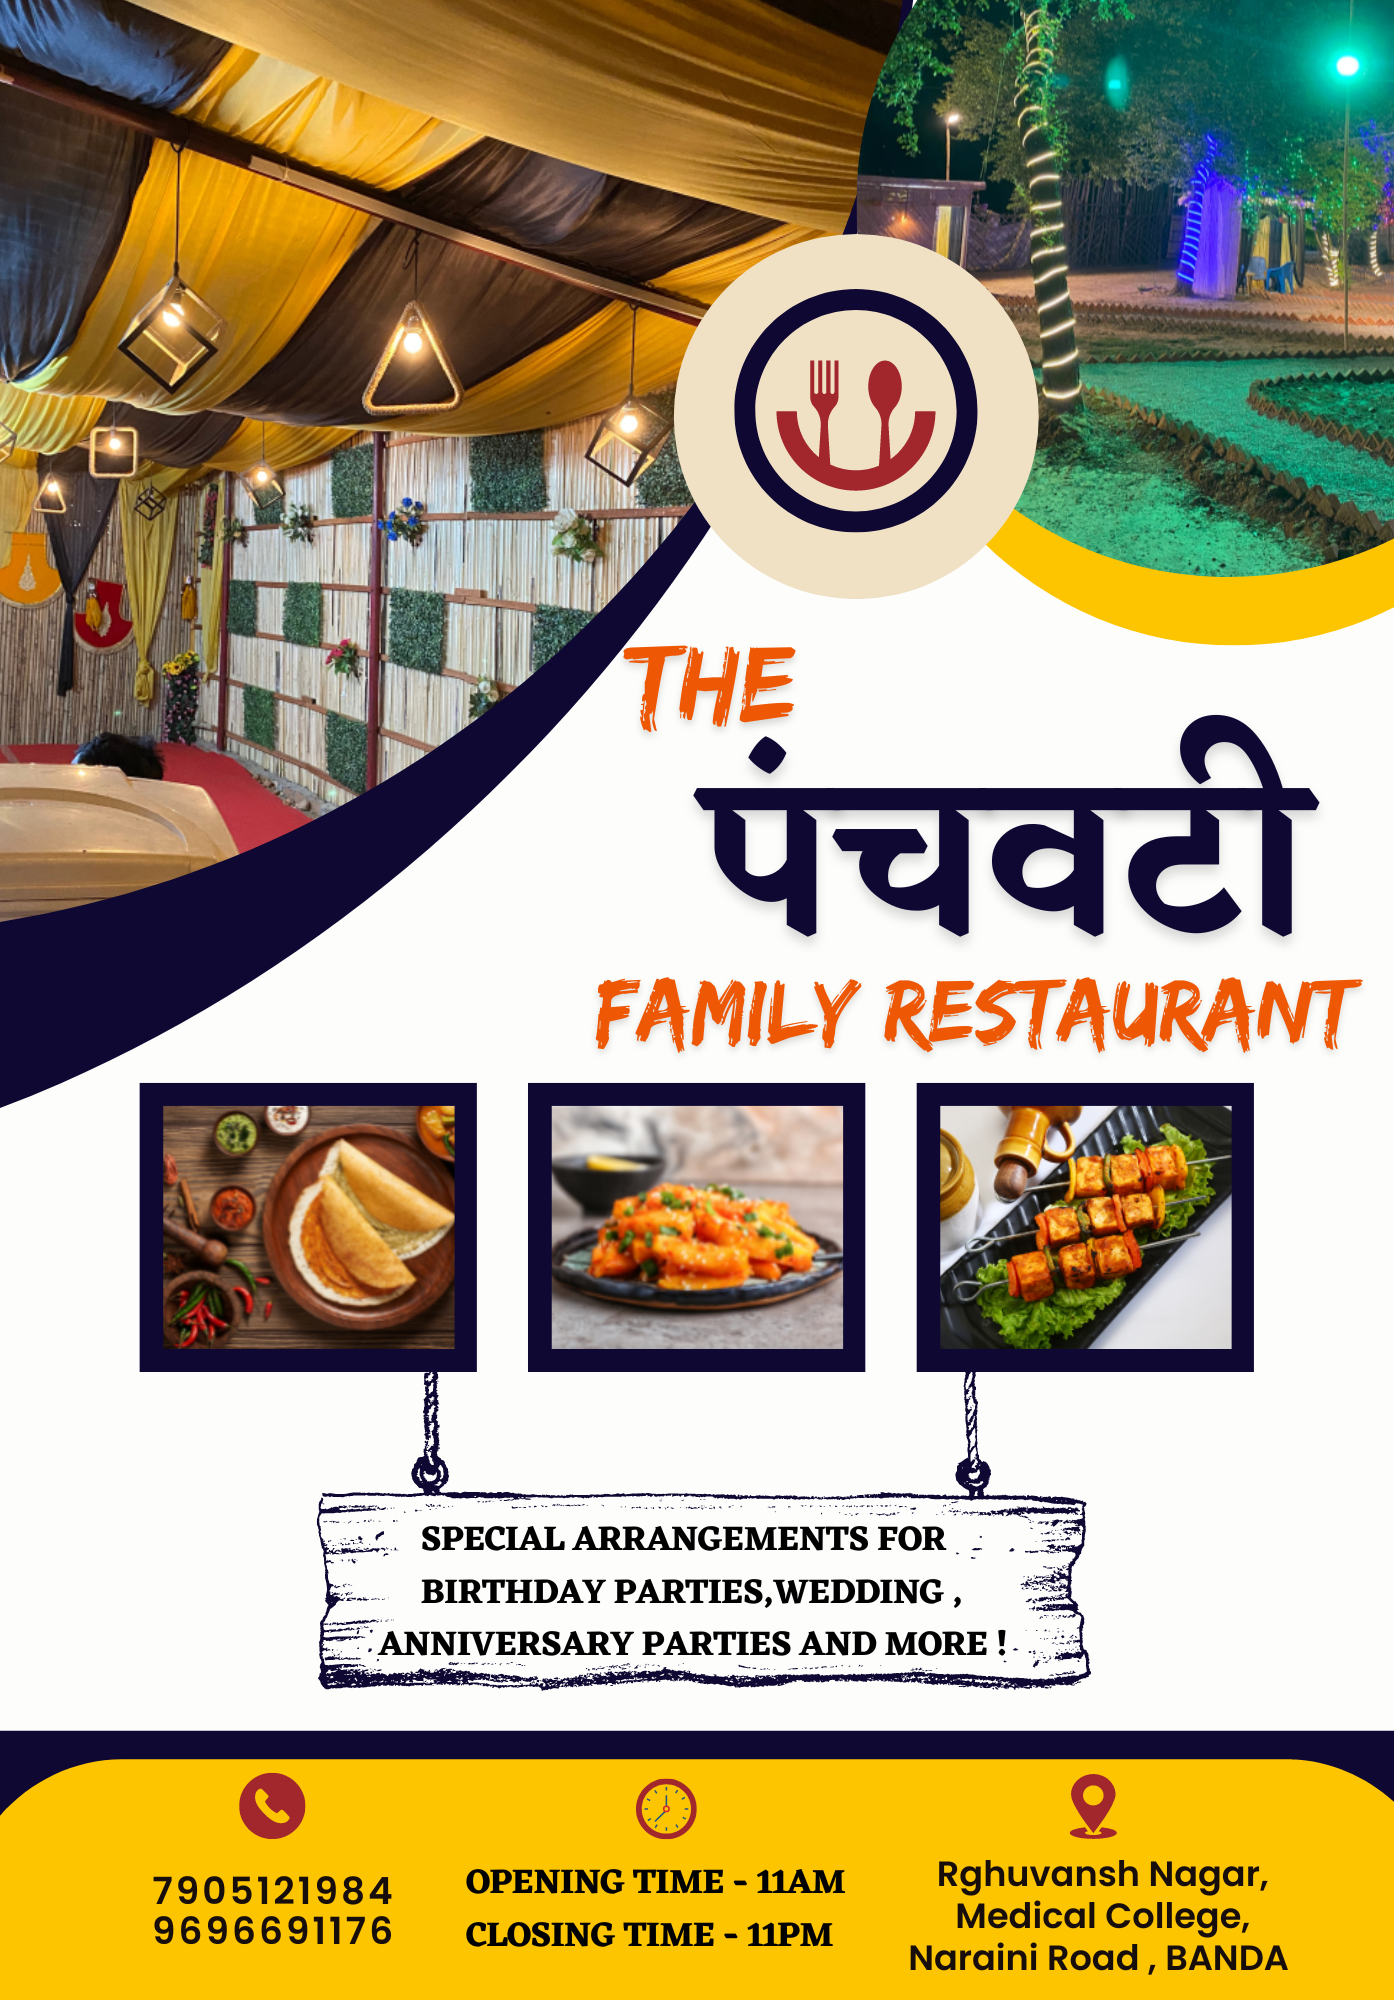 THE
पंचवटी
FAMILY RESTAURANT
SPECIAL ARRANGEMENTS FOR
BIRTHDAY PARTIES,WEDDING ,
ANNIVERSARY PARTIES AND MORE !
7905121984
9696691176
OPENING TIME - 11AM
CLOSING TIME - 11PM
Rghuvansh Nagar,
Medical College,
Naraini Road , BANDA